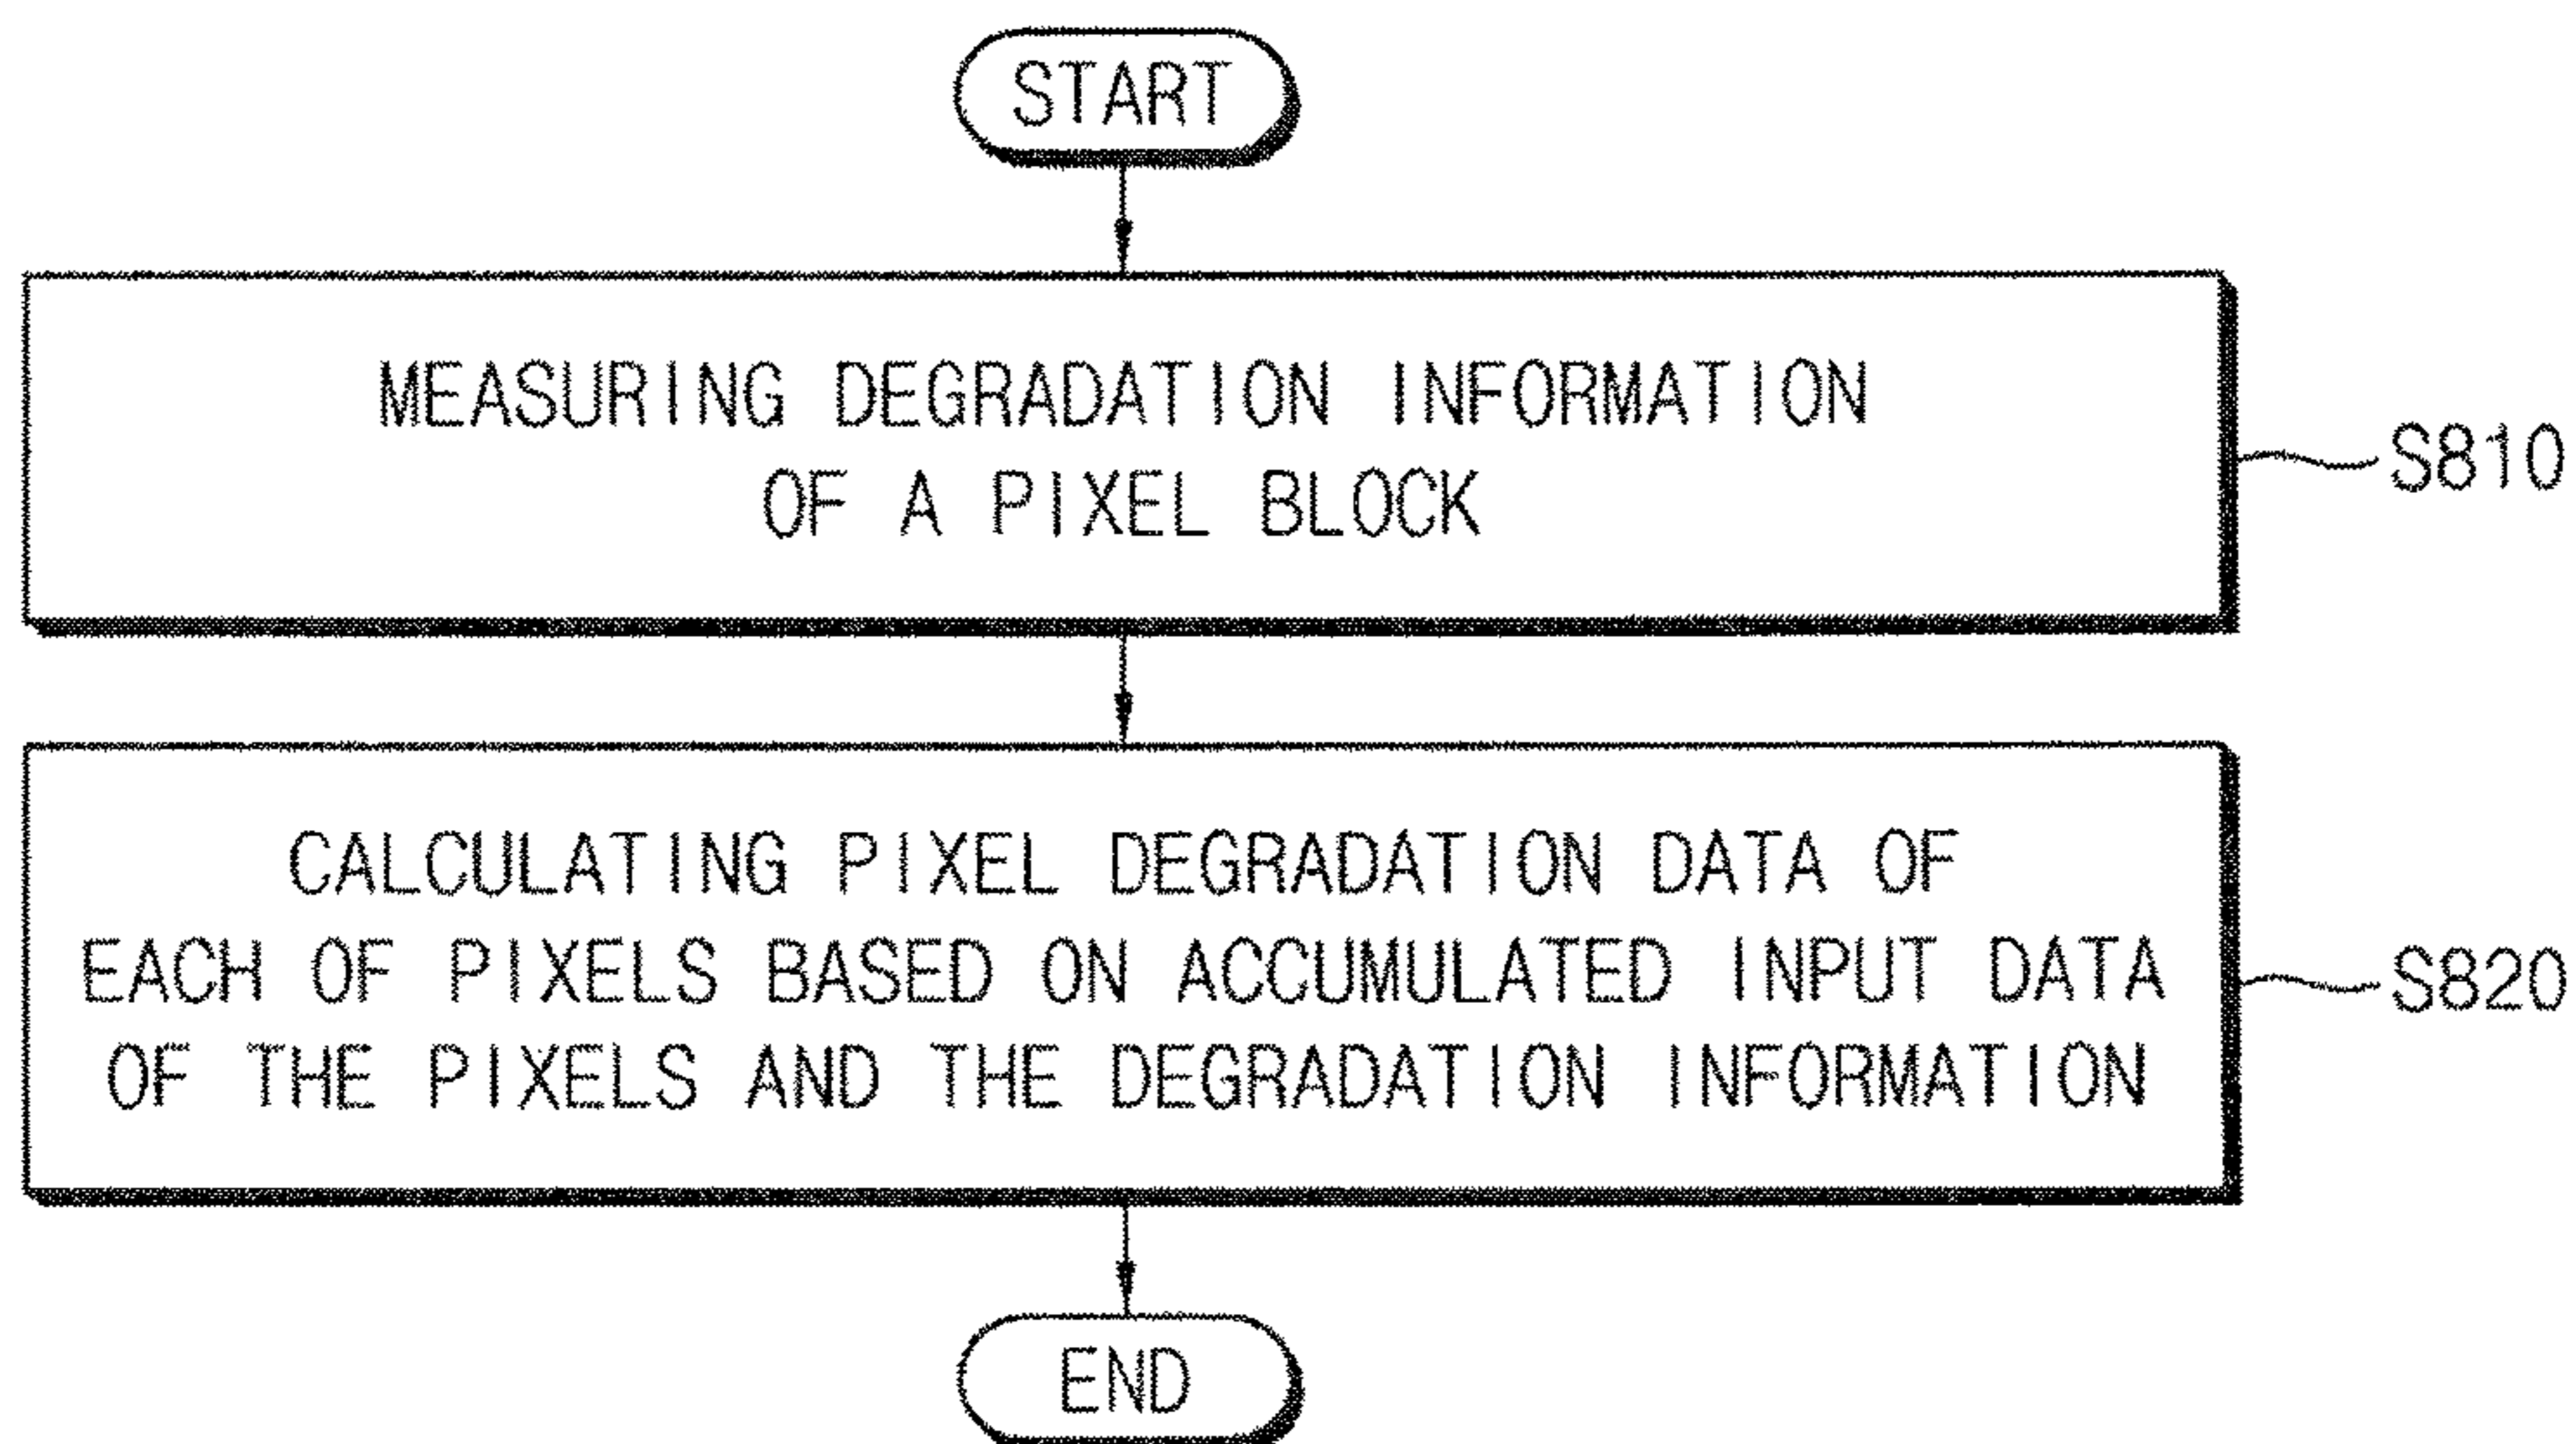 START
MEASURING DEGRADATION INFORMATION
OF A PIXEL BLOCK
S810
CALCULATING PIXEL DEGRADATION DATA OF
EACH OF PIXELS BASED ON ACCUMULATED INPUT DATA
OF THE PIXELS AND THE DEGRADATION INFORMATION
S820
END